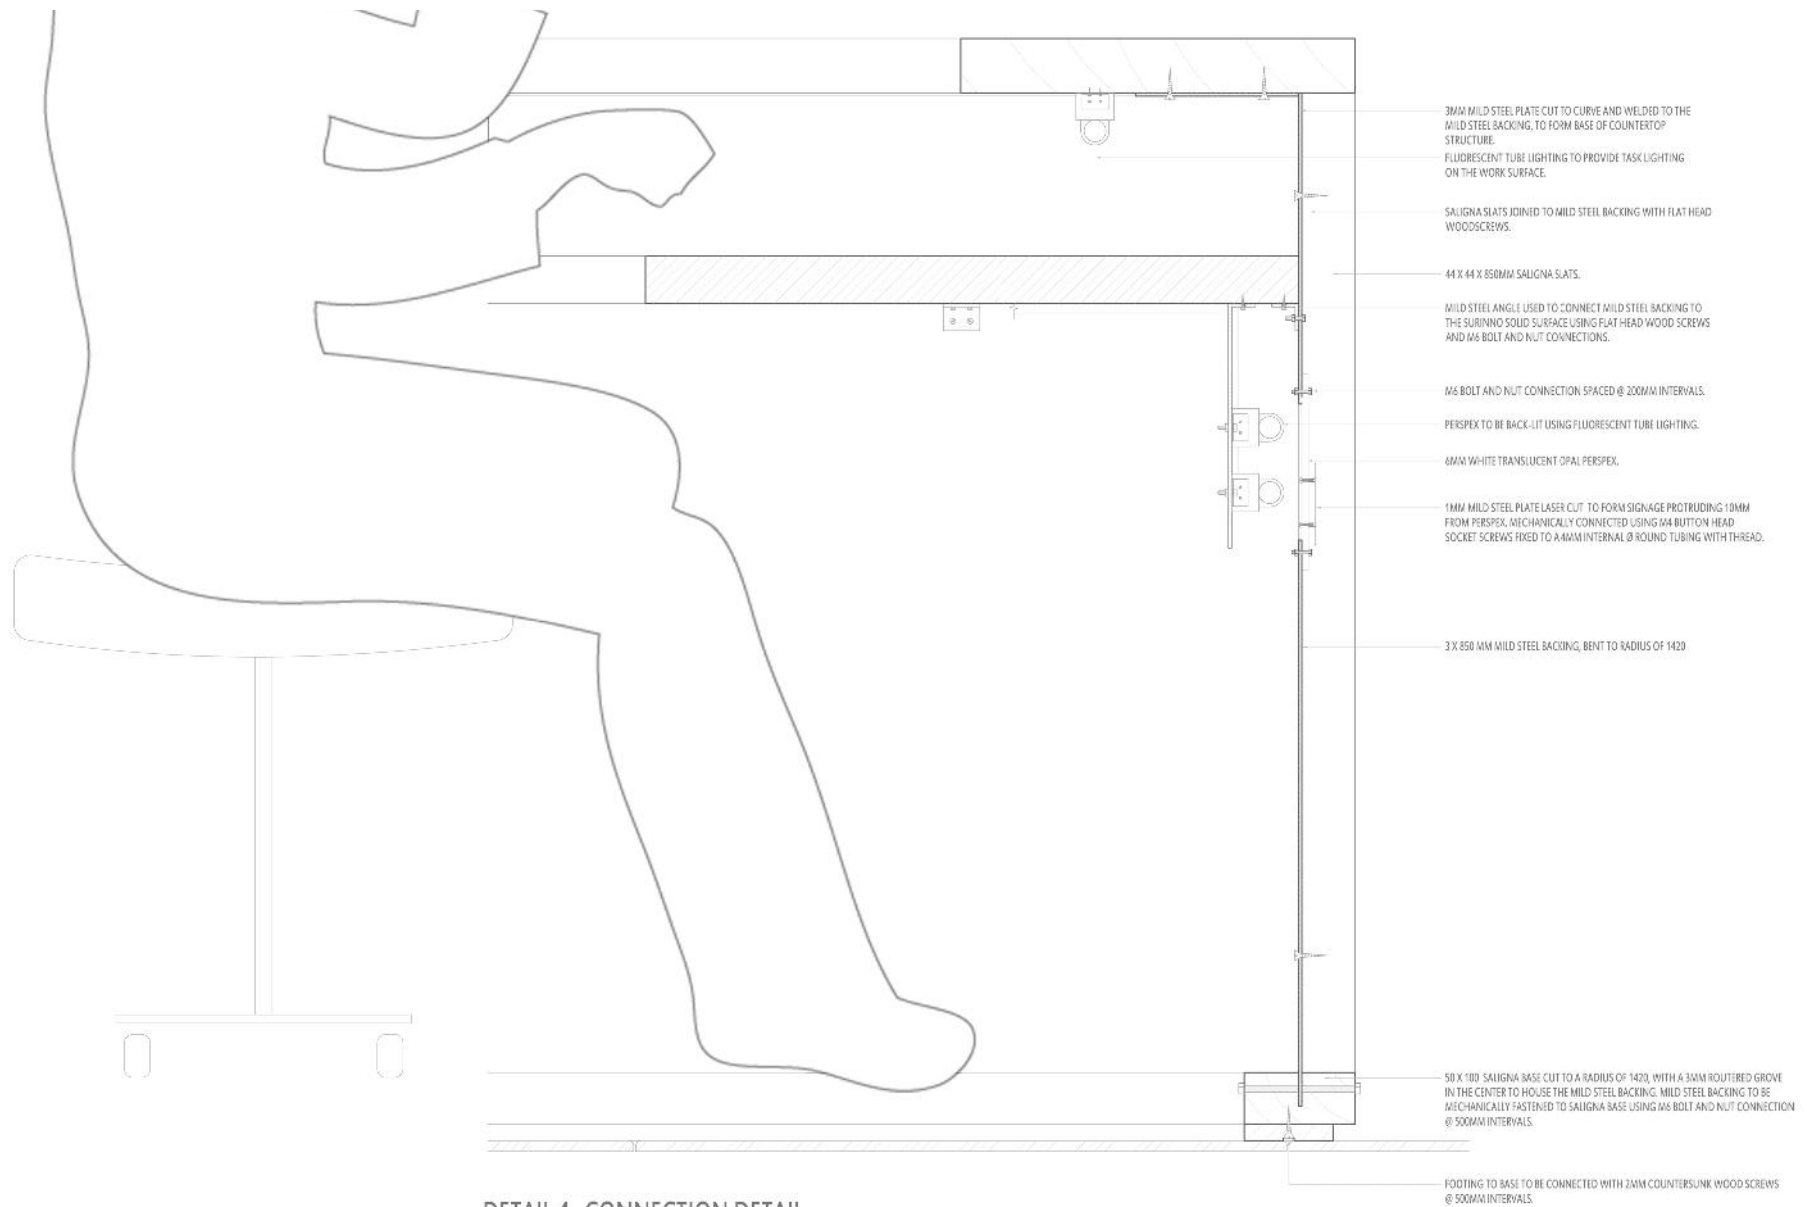 3MM MILD STEEL PLATE CUT TO CURVE AND WELDED TO THE
MILD STEEL BACKING, TO FORM BASE OF COUNTERTOP
STRUCTURE.
FLUORESCENT TUBE LIGHTING TO PROVIDE TASK LIGHTING
ON THE WORK SURFACE.
SALIGNA SLATS JOINED TO MILD STEEL BACKING WITH FLAT HEAD
WOODSCREWS.
44 X 44 X 850MM SALIGNA SLATS.
MILD STEEL ANGLE USED TO CONNECT MILD STEEL BACKING TO
THE SURINNO SOLID SURFACE USING FLAT HEAD WOOD SCREWS
AND M6 BOLT AND NUT CONNECTIONS.
M6 BOLT AND NUT CONNECTION SPACED @ 200MM INTERVALS.
PERSPEX TO BE BACK-LIT USING FLUORESCENT TUBE LIGHTING.
6MM WHITE TRANSLUCENT OPAL PERSPEX.
1MM MILD STEEL PLATE LASER CUT TO FORM SIGNAGE PROTRUDING 10MM
FROM PERSPEX. MECHANICALLY CONNECTED USING M4 BUTTON HEAD
SOCKET SCREWS FIXED TO A 4MM INTERNAL Ø ROUND TUBING WITH THREAD.
3 X 850 MM MILD STEEL BACKING, BENT TO RADIUS OF 1420
50 X 100 SALIGNA BASE CUT TO A RADIUS OF 1420, WITH A 3MM ROUTERED GROVE
IN THE CENTER TO HOUSE THE MILD STEEL BACKING. MILD STEEL BACKING TO BE
MECHANICALLY FASTENED TO SALIGNA BASE USING M6 BOLT AND NUT CONNECTION
@ 500MM INTERVALS.
FOOTING TO BASE TO BE CONNECTED WITH 2MM COUNTERSUNK WOOD SCREWS
@ 500MM INTERVALS.
DETAIL 4 CONNECTION DETAIL